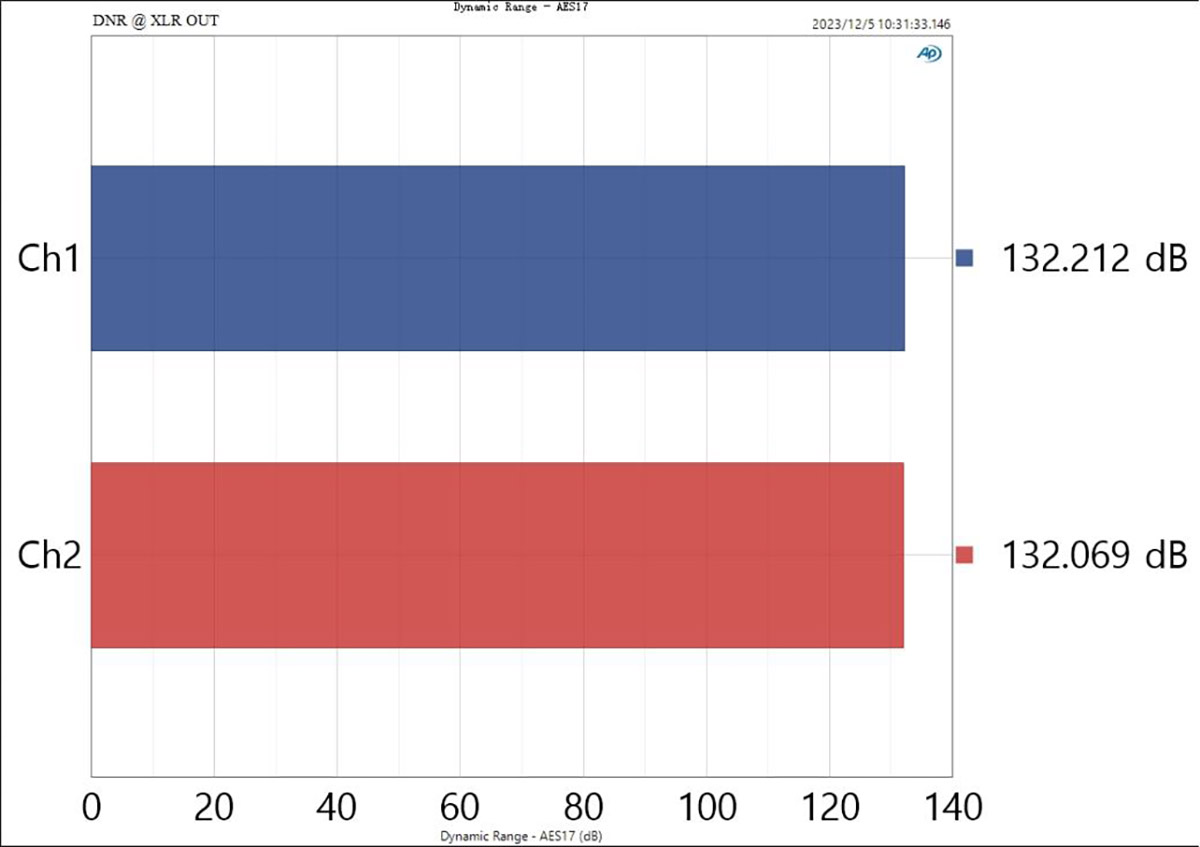 Dynamic Range - AES17
DNR @ XLR OUT
2023/12/5 10:31:33.146
AP
Ch1
132.212 dB
Ch2
132.069 dB
0 20 40 60 80 100 120 140
Dynamic Range - AES17 (dB)